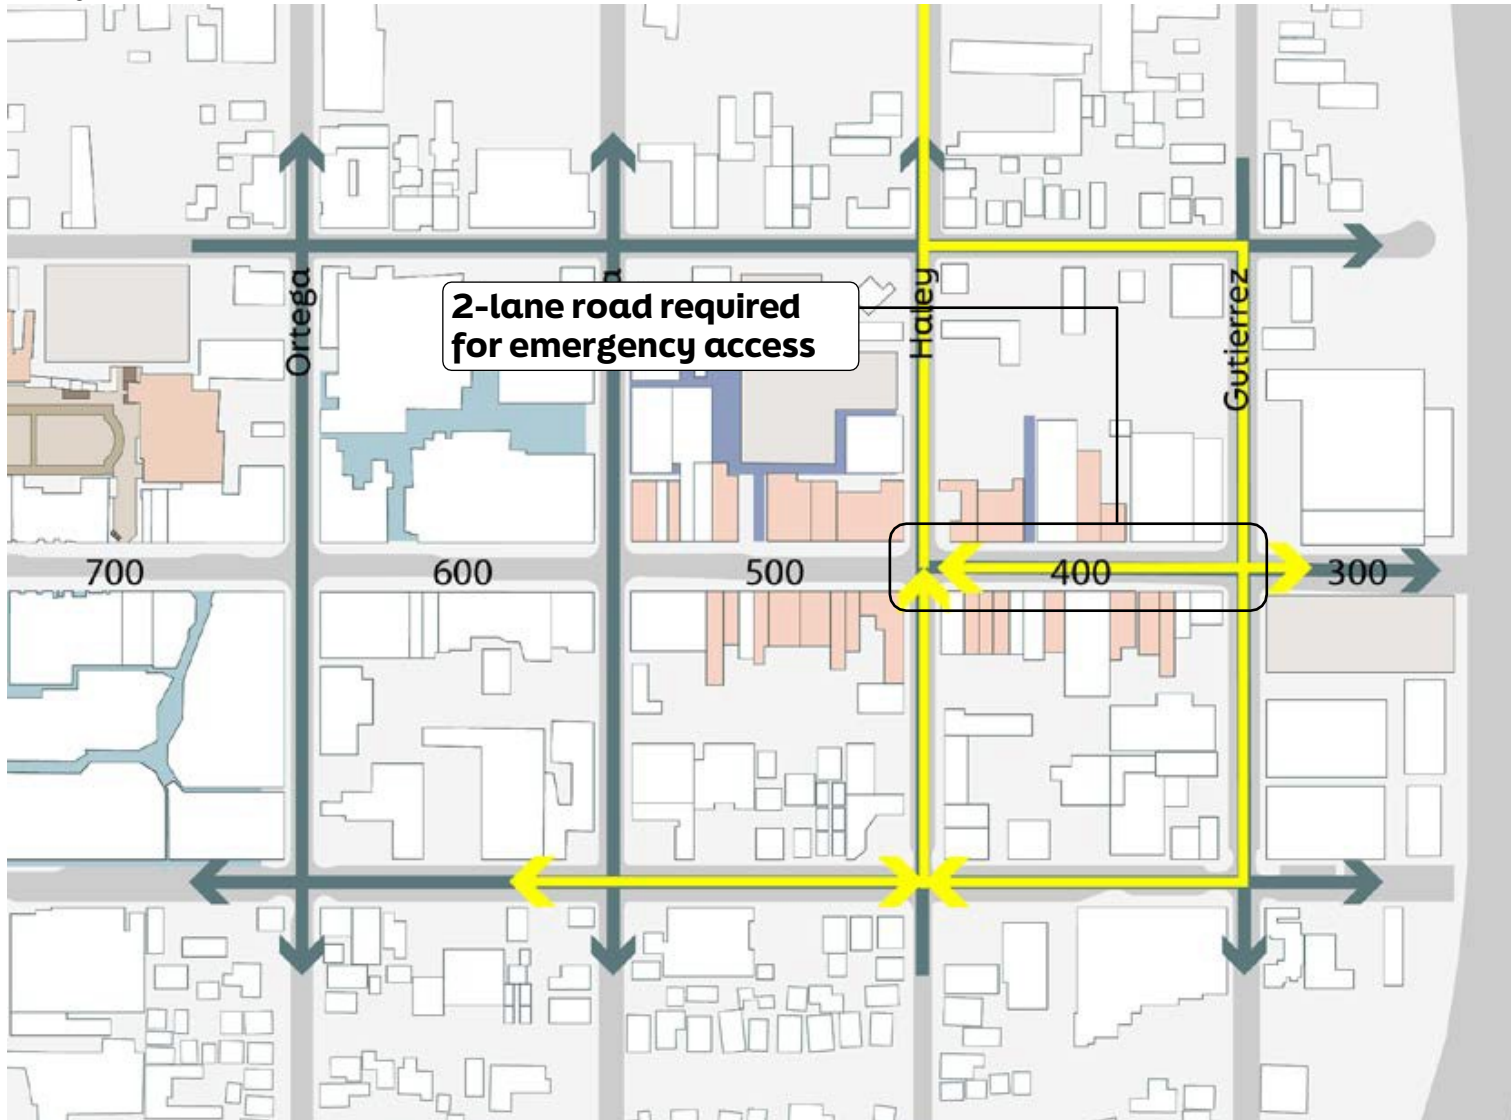 Ortega
a
Haley
Gutierrez
2-lane road required
for emergency access
700
600
500
400
300